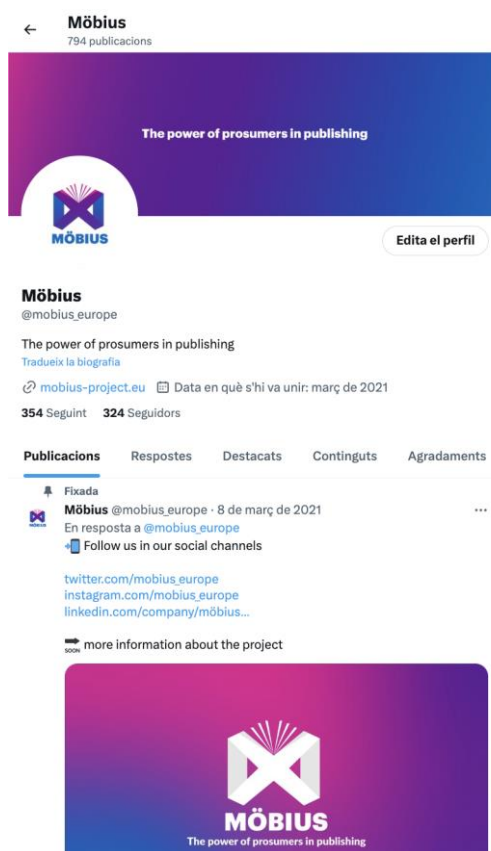 Möbius
794 publicacions
The power of prosumers in publishing
MÖBIUS
Edita el perfil
Möbius
@mobius_europe
The power of prosumers in publishing
Tradueix la biografia
mobius-project.eu Data en què s'hi va unir: març de 2021
354 Seguint 324 Seguidors
Publicacions Respostes Destacats Continguts Agradaments
Fixada
Möbius @mobius_europe · 8 de març de 2021
En resposta a @mobius_europe
Follow us in our social channels
twitter.com/mobius_europe
instagram.com/mobius_europe
linkedin.com/company/möbius...
SOON more information about the project
MÖBIUS
The power of prosumers in publishing